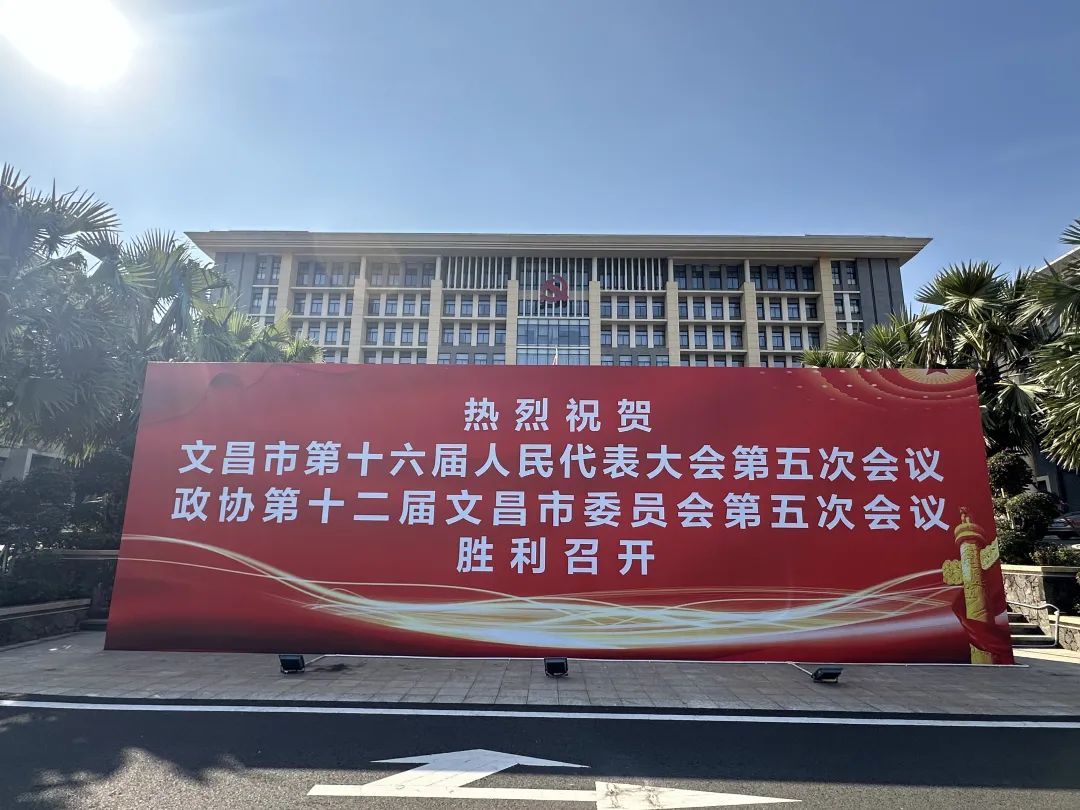 热烈祝贺
文昌市第十六届人民代表大会第五次会议
政协第十二届文昌市委员会第五次会议
胜利召开